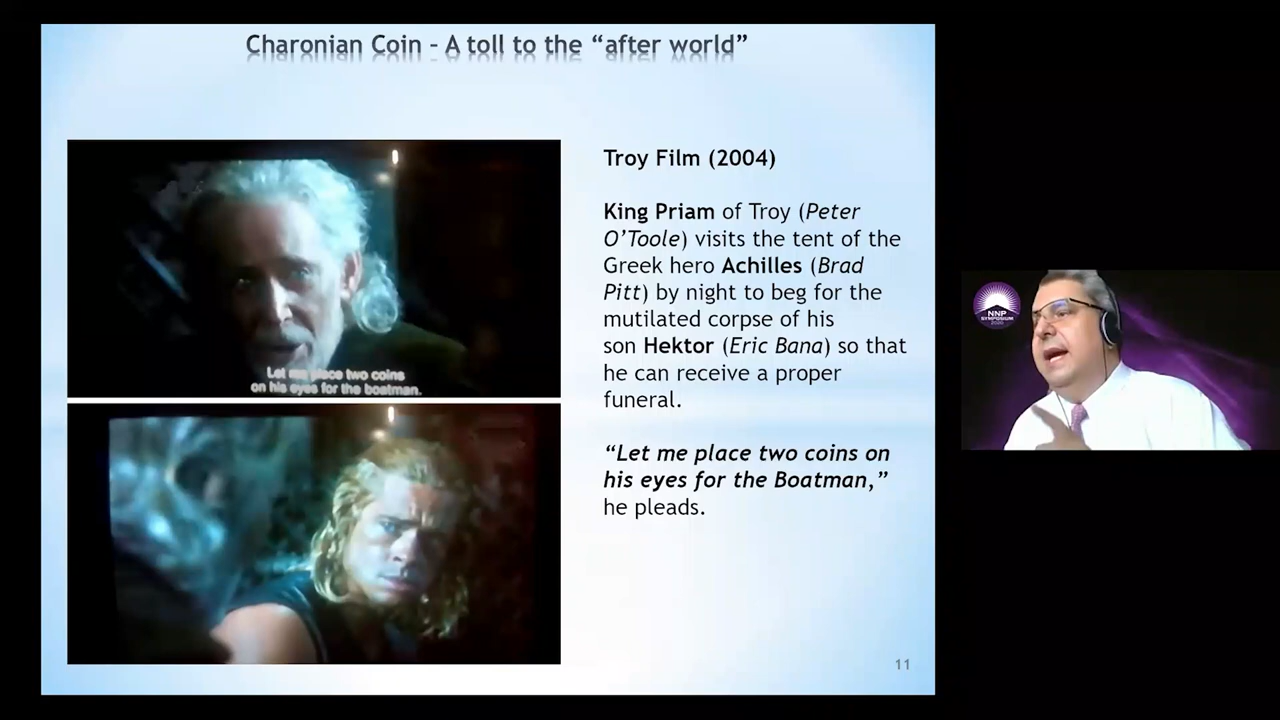 Charonian Coin – A toll to the “after world”
Let me place two coins
on his eyes for the boatman.
Troy Film (2004)
King Priam of Troy (Peter
O’Toole) visits the tent of the
Greek hero Achilles (Brad
Pitt) by night to beg for the
mutilated corpse of his
son Hektor (Eric Bana) so that
he can receive a proper
funeral.
“Let me place two coins on
his eyes for the Boatman,”
he pleads.
11
NNP
SYMPOSIUM
2020